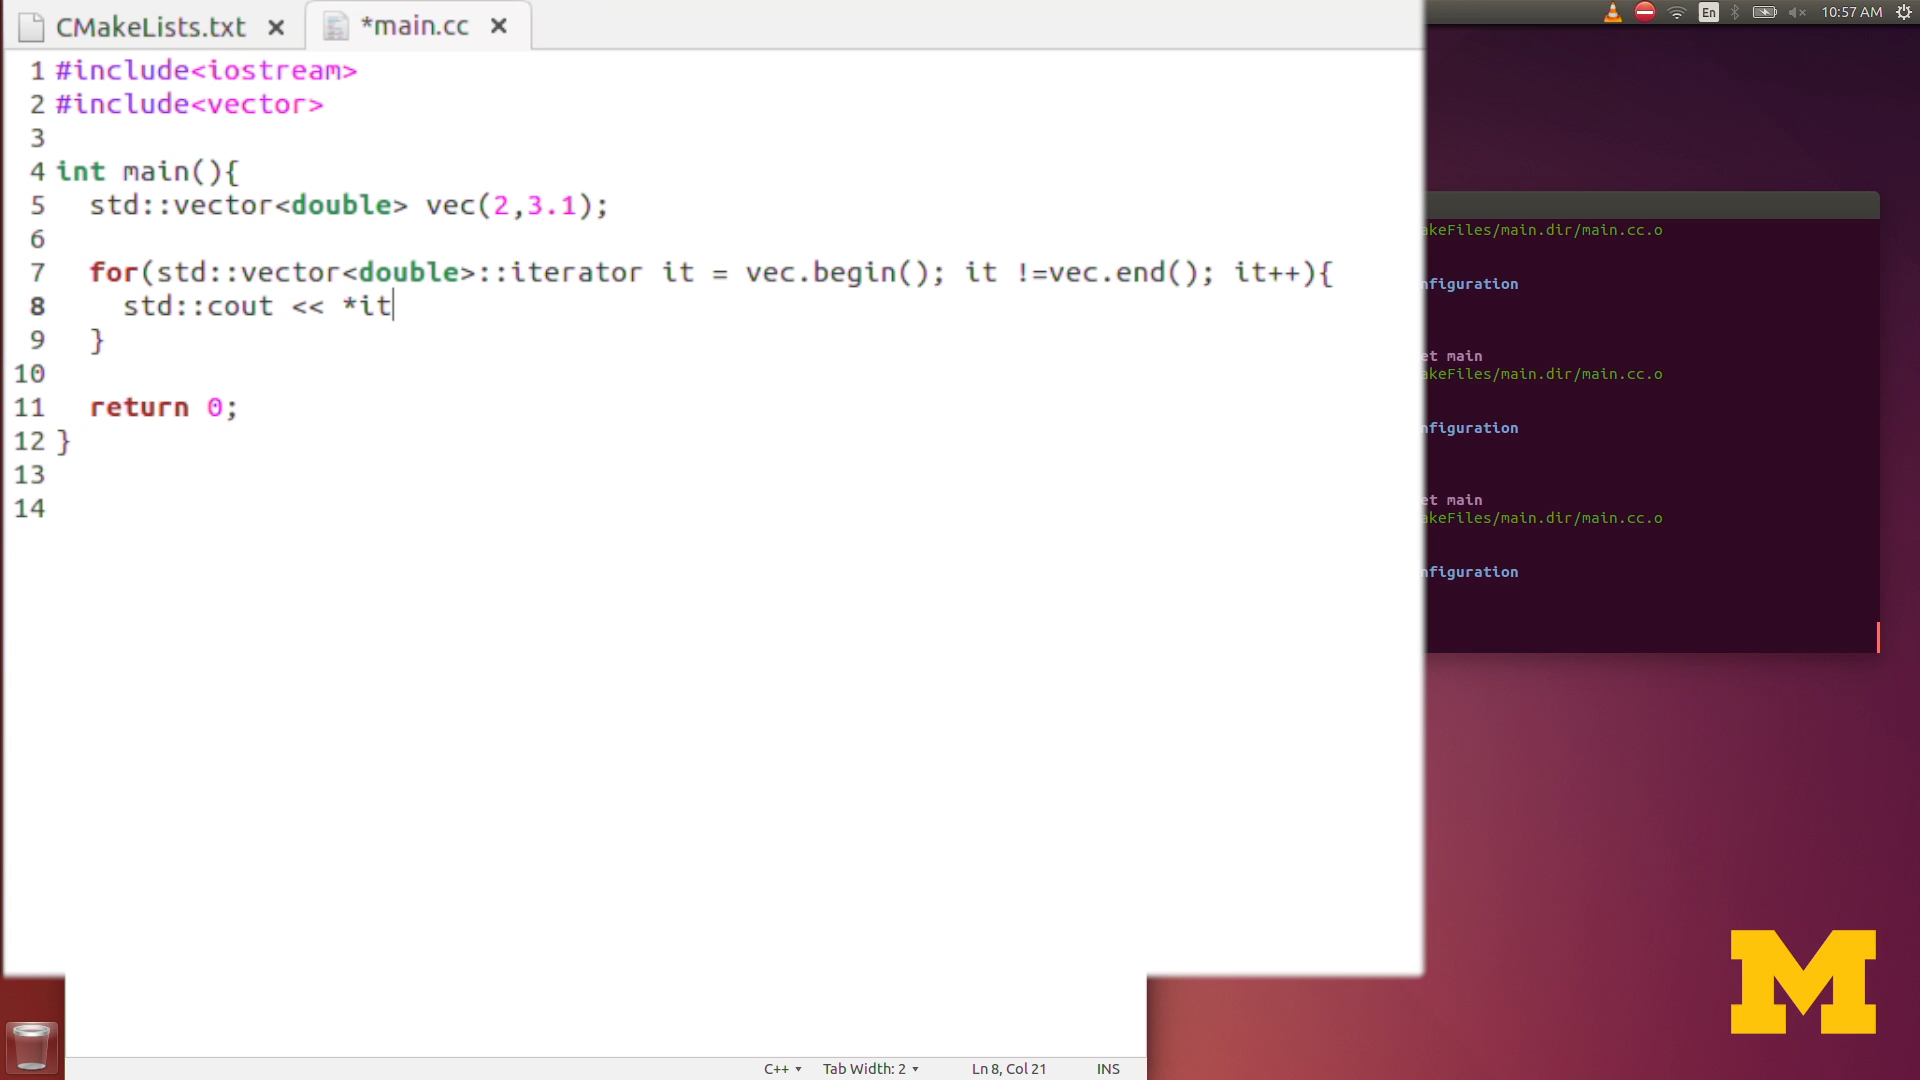 CMakeLists.txt × *main.cc ×
En 10:57 AM
1 #include<iostream>
2 #include<vector>
3
4 int main(){
5   std::vector<double> vec(2,3.1);
6
7   for(std::vector<double>::iterator it = vec.begin(); it !=vec.end(); it++){
8     std::cout << *it
9   }
10
11   return 0;
12 }
13
14
akeFiles/main.dir/main.cc.o
nfiguration
et main
akeFiles/main.dir/main.cc.o
nfiguration
et main
akeFiles/main.dir/main.cc.o
nfiguration
M
C++ Tab Width: 2 Ln 8, Col 21 INS